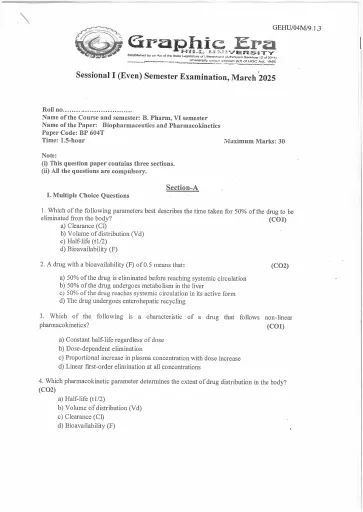 GEHU/04M/9.1.3
Graphic Era
HILL UNIVERSITY
Sessional I (Even) Semester Examination, March 2025
Roll no..............................
Name of the Course and semester: B. Pharm, VI semester
Name of the Paper: Biopharmaceutics and Pharmacokinetics
Paper Code: BP 604T
Time: 1.5-hour Maximum Marks: 30
Note:
(i) This question paper contains three sections.
(ii) All the questions are compulsory.
Section-A
I. Multiple Choice Questions
1. Which of the following parameters best describes the time taken for 50% of the drug to be
eliminated from the body? (CO1)
a) Clearance (Cl)
b) Volume of distribution (Vd)
c) Half-life (t1/2)
d) Bioavailability (F)
2. A drug with a bioavailability (F) of 0.5 means that: (CO2)
a) 50% of the drug is eliminated before reaching systemic circulation
b) 50% of the drug undergoes metabolism in the liver
c) 50% of the drug reaches systemic circulation in its active form
d) The drug undergoes enterohepatic recycling
3. Which of the following is a characteristic of a drug that follows non-linear
pharmacokinetics? (CO1)
a) Constant half-life regardless of dose
b) Dose-dependent elimination
c) Proportional increase in plasma concentration with dose increase
d) Linear first-order elimination at all concentrations
4. Which pharmacokinetic parameter determines the extent of drug distribution in the body?
(CO2)
a) Half-life (t1/2)
b) Volume of distribution (Vd)
c) Clearance (Cl)
d) Bioavailability (F)